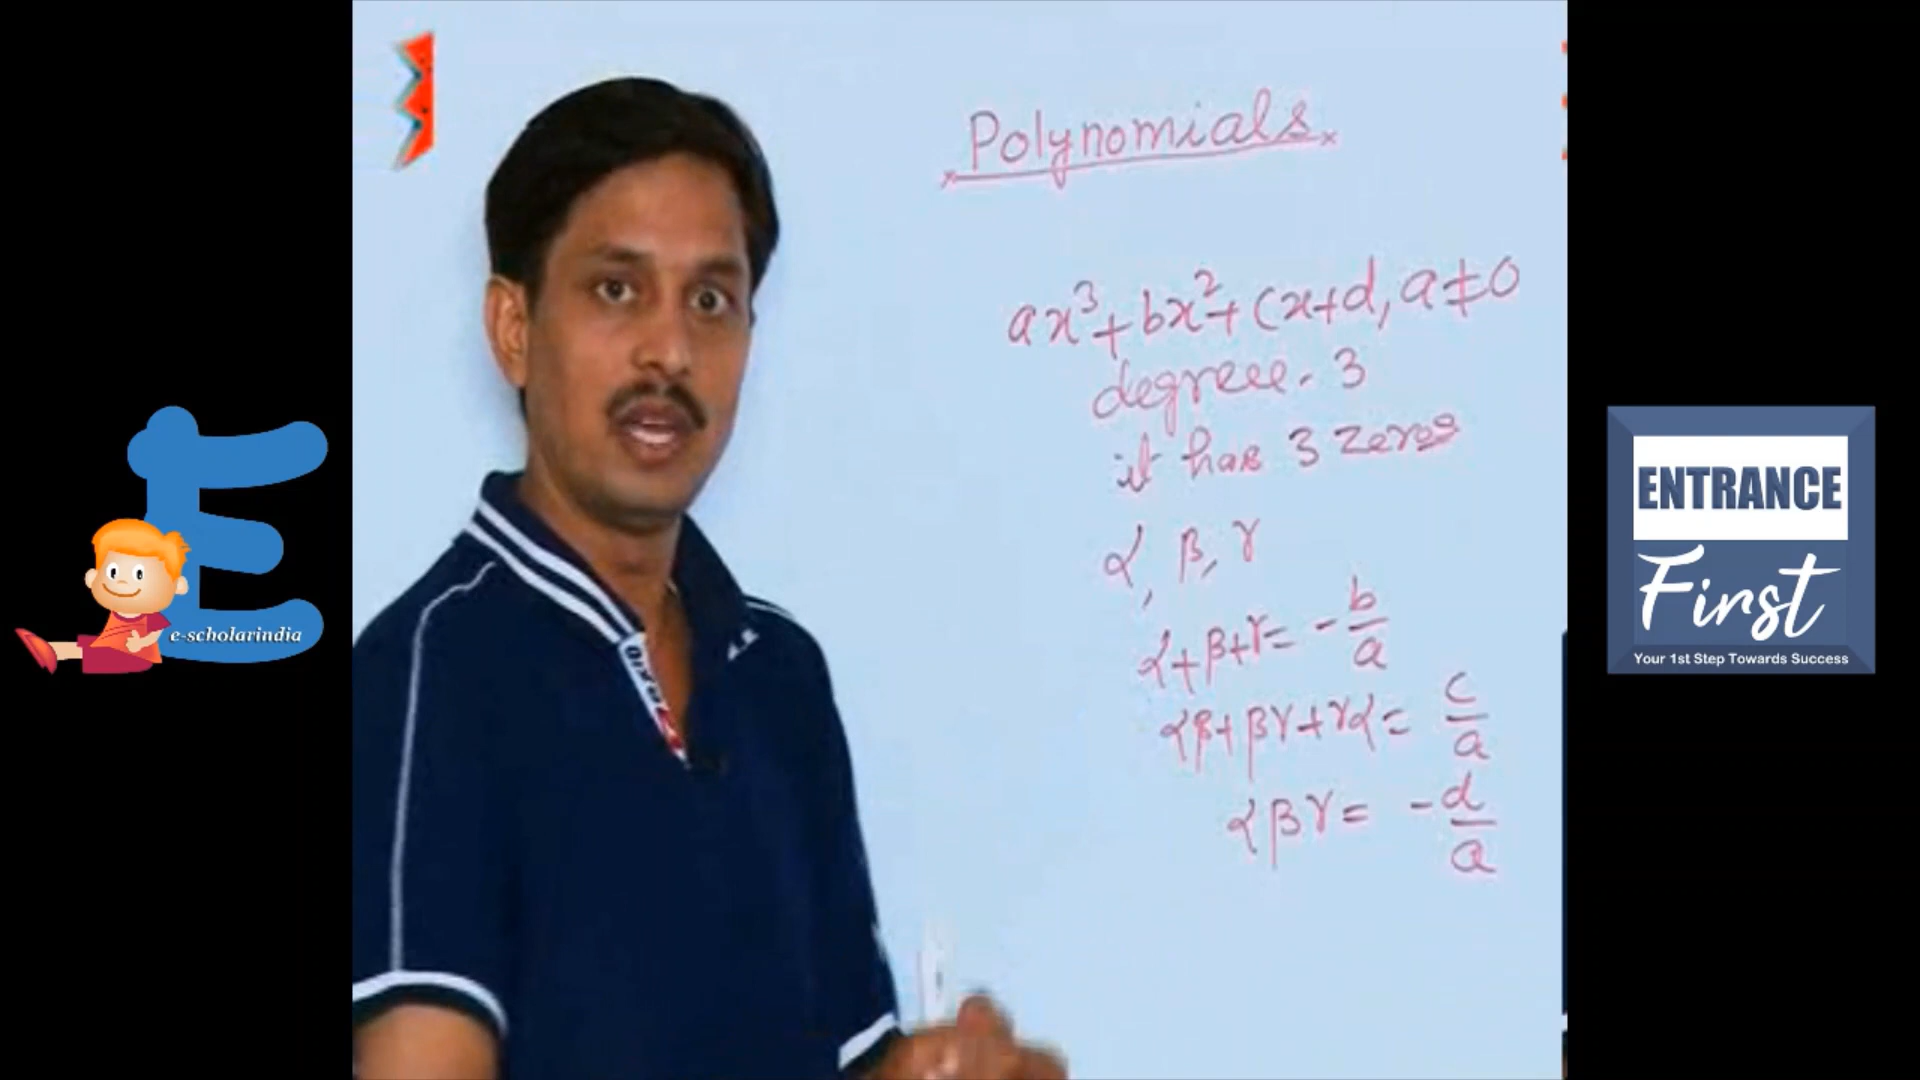 Polynomials
ax³+bx²+cx+d, a≠0
degreee - 3
it has 3 zeros
α, β, γ
α+β+γ= -b/a
αβ+βγ+γα= c/a
αβγ= -d/a
e-scholarindia
ENTRANCE
First
Your 1st Step Towards Success